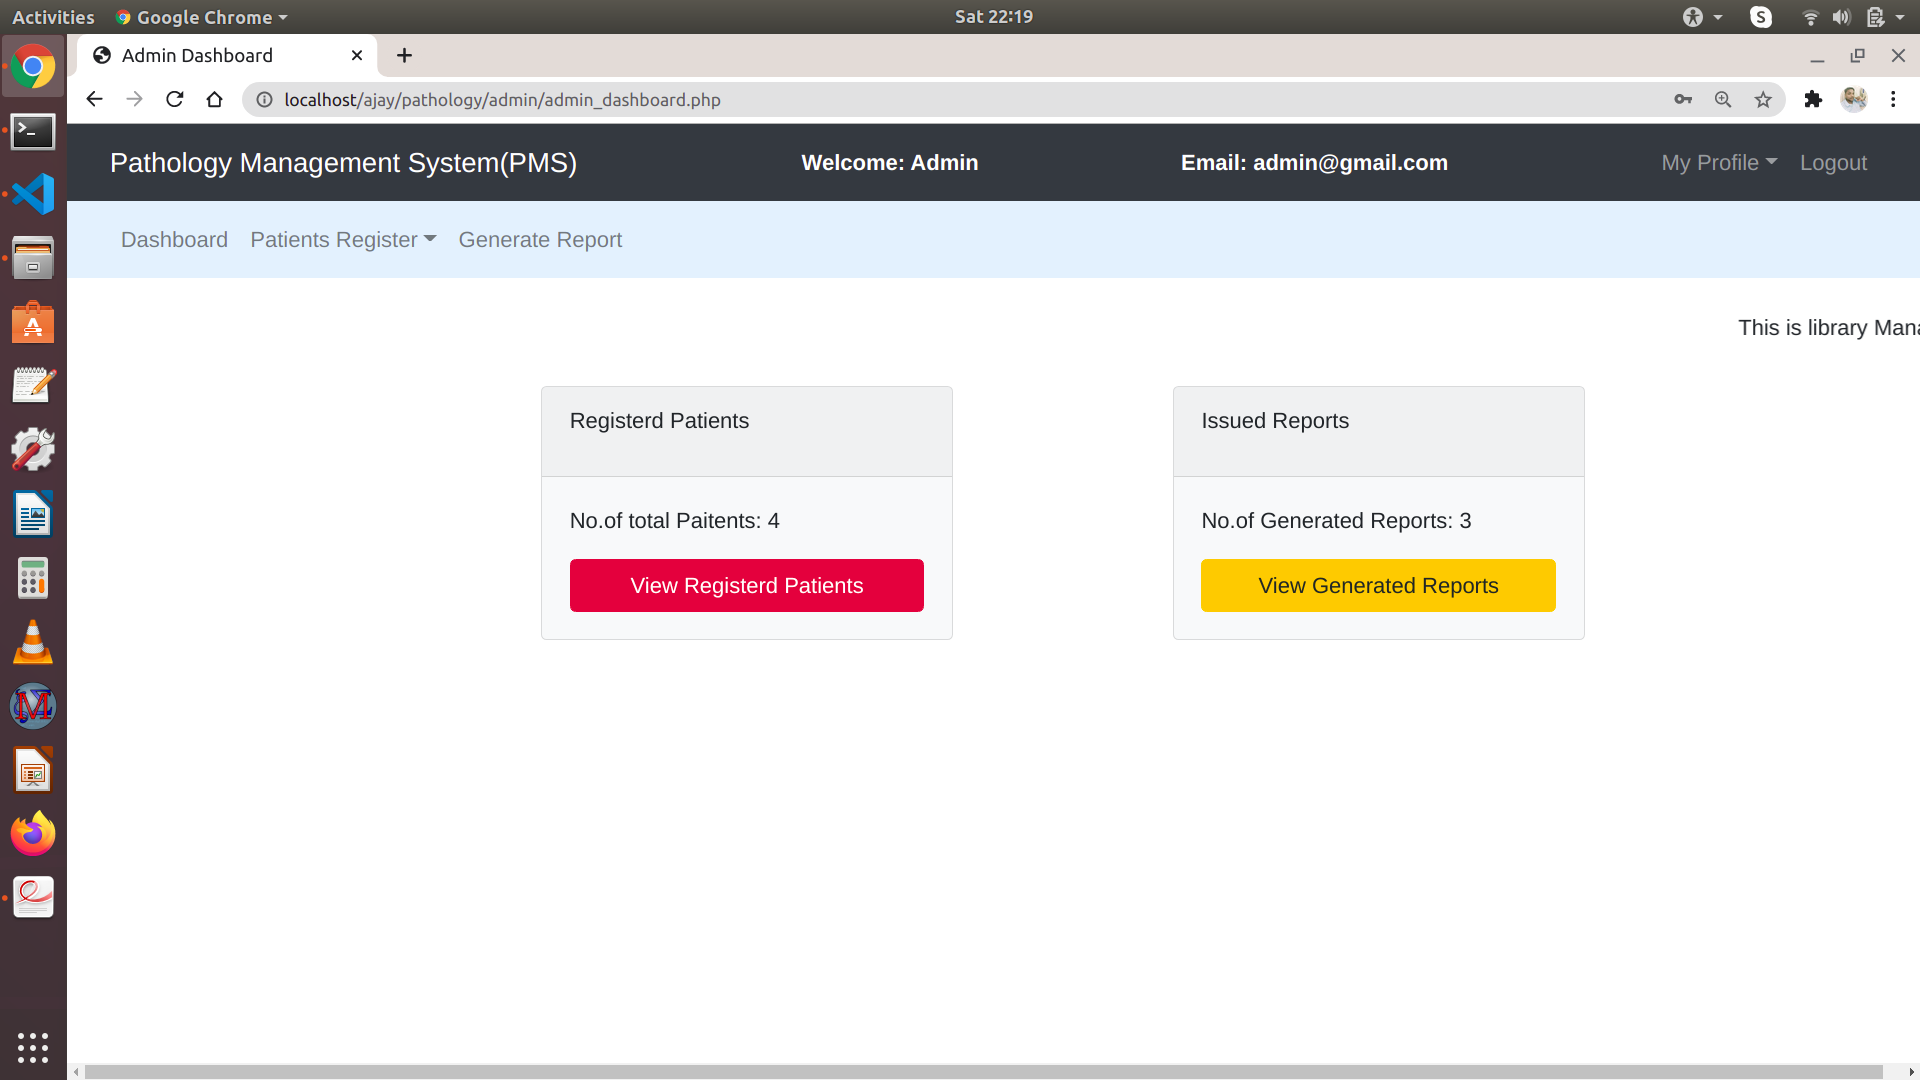 Activities Google Chrome Sat 22:19
Admin Dashboard
localhost/ajay/pathology/admin/admin_dashboard.php
Pathology Management System(PMS) Welcome: Admin Email: admin@gmail.com My Profile Logout
Dashboard Patients Register Generate Report
This is library Mana
Registerd Patients
No.of total Paitents: 4
View Registerd Patients
Issued Reports
No.of Generated Reports: 3
View Generated Reports